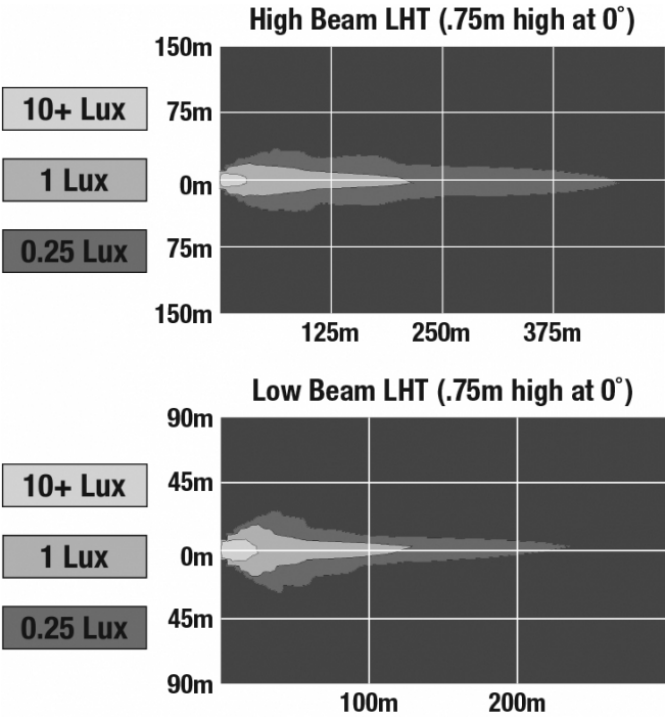 High Beam LHT (.75m high at 0°)
150m
10+ Lux
75m
1 Lux
0m
0.25 Lux
75m
150m
125m 250m 375m
Low Beam LHT (.75m high at 0°)
90m
10+ Lux
45m
1 Lux
0m
0.25 Lux
45m
90m
100m 200m